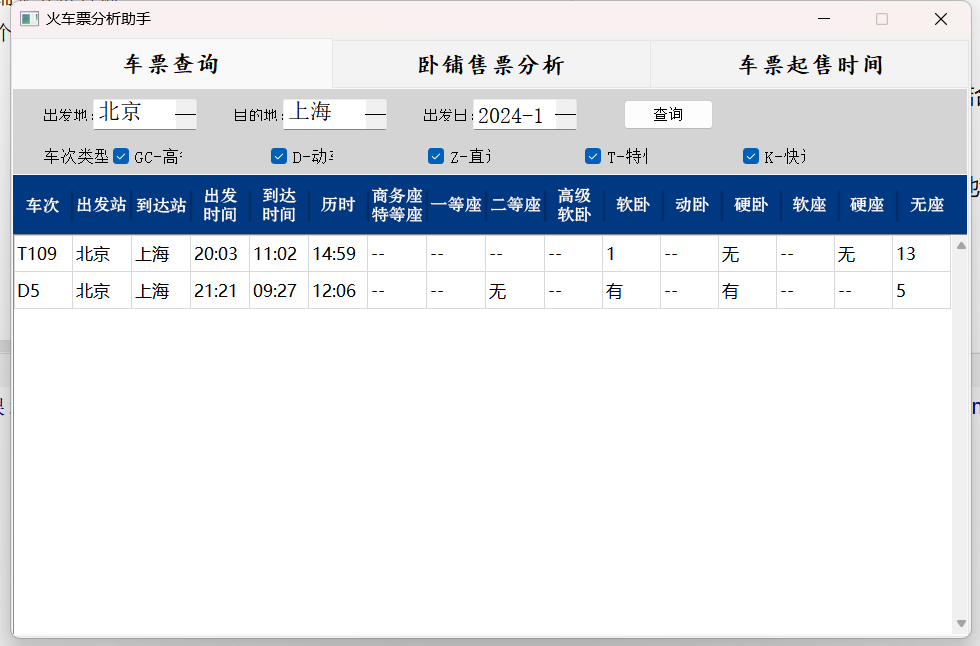 火车票分析助手
车票查询 卧铺售票分析 车票起售时间
出发地: 北京 目的地: 上海 出发日: 2024-1 查询
车次类型 GC-高 D-动 Z-直 T-特 K-快
车次 出发站 到达站 出发时间 到达时间 历时 商务座特等座 一等座 二等座 高级软卧 软卧 动卧 硬卧 软座 硬座 无座
T109 北京 上海 20:03 11:02 14:59 -- -- -- -- 1 -- 无 -- 无 13
D5 北京 上海 21:21 09:27 12:06 -- -- 无 -- 有 -- 有 -- -- 5